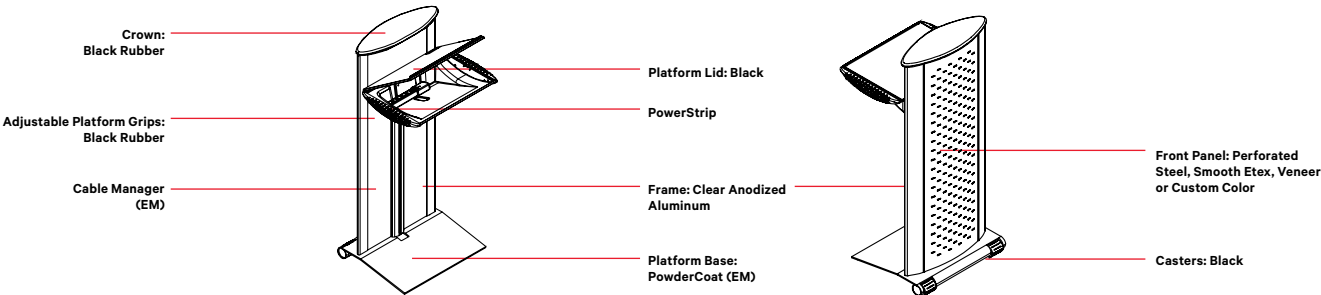 Crown:
Black Rubber
Adjustable Platform Grips:
Black Rubber
Cable Manager
(EM)
Platform Lid: Black
PowerStrip
Frame: Clear Anodized
Aluminum
Platform Base:
PowderCoat (EM)
Front Panel: Perforated
Steel, Smooth Etex, Veneer
or Custom Color
Casters: Black